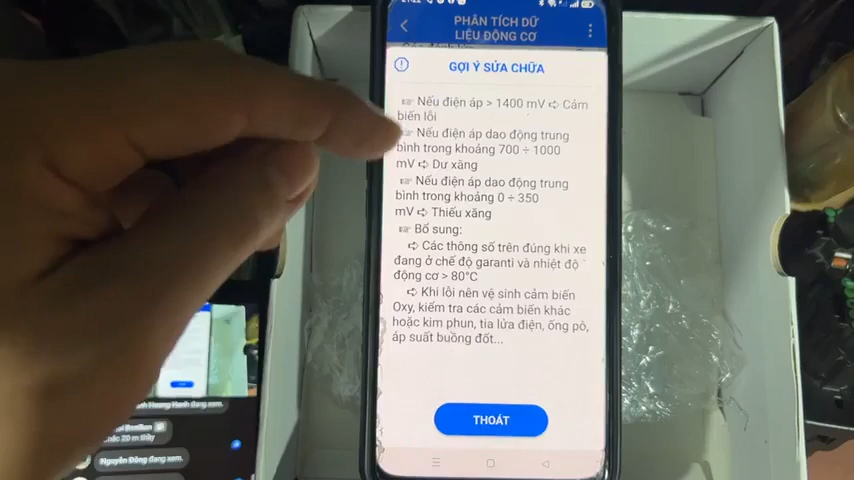 PHÂN TÍCH DỮ
LIỆU ĐỘNG CƠ
GỢI Ý SỬA CHỮA
☞ Nếu điện áp > 1400 mV ⇨ Cảm
biến lỗi
☞ Nếu điện áp dao động trung
bình trong khoảng 700 ÷ 1000
mV ⇨ Dư xăng
☞ Nếu điện áp dao động trung
bình trong khoảng 0 ÷ 350
mV ⇨ Thiếu xăng
☞ Bổ sung:
⇨ Các thông số trên đúng khi xe
đang ở chế độ garanti và nhiệt độ
động cơ > 80°C
⇨ Khi lỗi nên vệ sinh cảm biến
Oxy, kiểm tra các cảm biến khác
hoặc kim phun, tia lửa điện, ống pô,
áp suất buồng đốt...
THOÁT
đang xem.
Nguyên Đông đang xem.